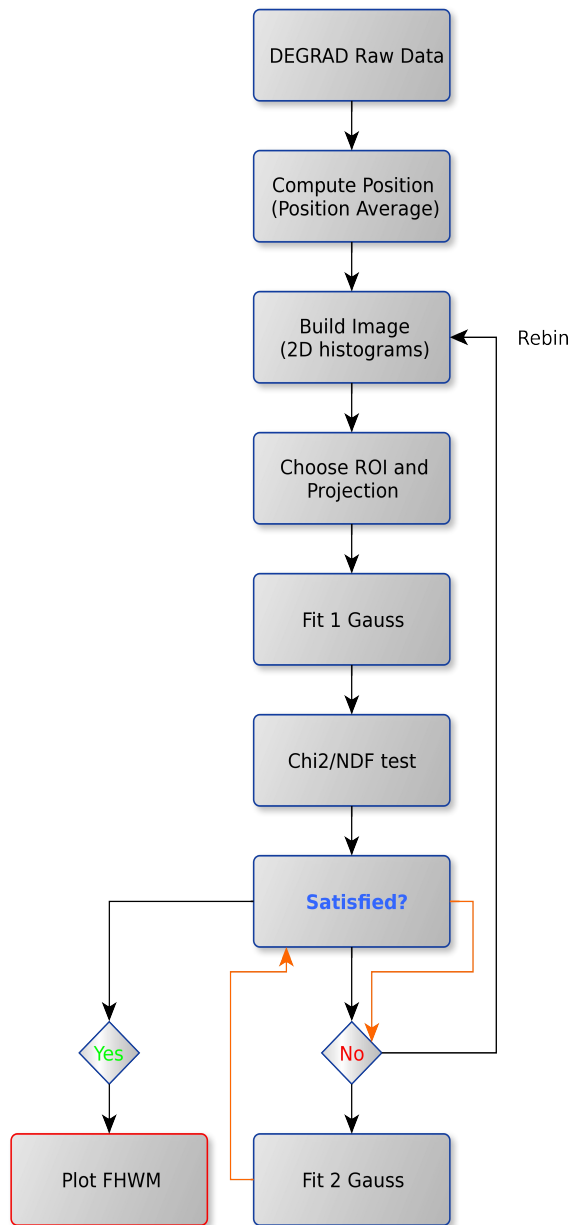 DEGRAD Raw Data
Compute Position
(Position Average)
Build Image
(2D histograms)
Rebin
Choose ROI and
Projection
Fit 1 Gauss
Chi2/NDF test
Satisfied?
Yes
No
Plot FHWM
Fit 2 Gauss